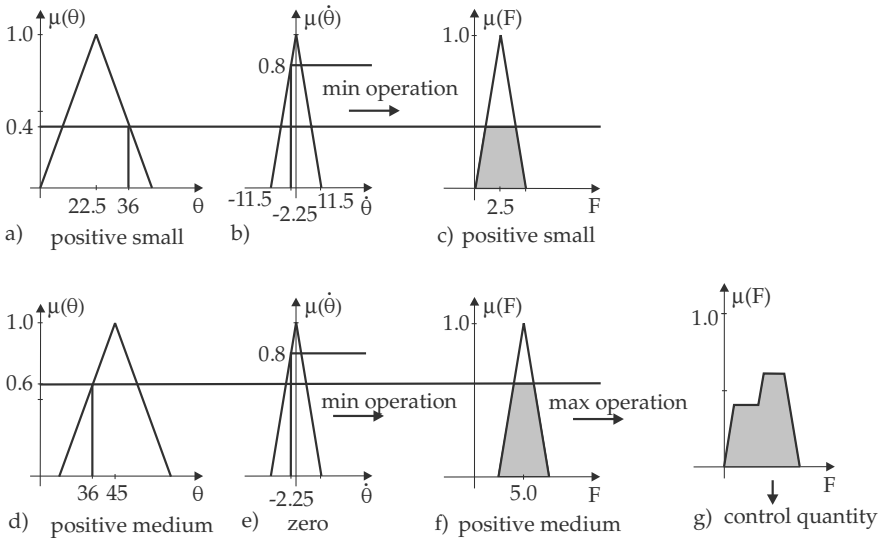 μ(θ)
1.0
0.4
22.5 36 θ
a) positive small
μ(θ̇)
0.8
-11.5 11.5
-2.25 θ̇
b)
min operation
μ(F)
1.0
2.5 F
c) positive small
μ(θ)
1.0
0.6
36 45 θ
d) positive medium
μ(θ̇)
0.8
-2.25 θ̇
e) zero
min operation
μ(F)
1.0
5.0 F
f) positive medium
max operation
μ(F)
1.0
F
g) control quantity